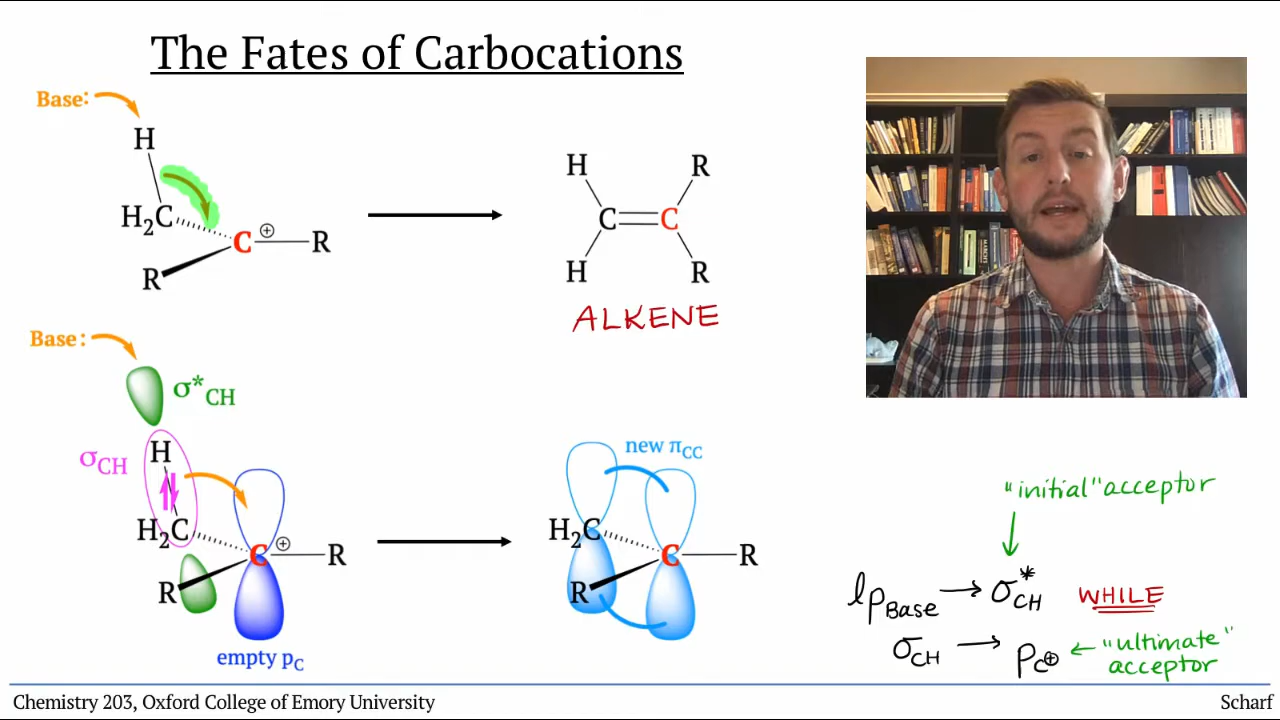 The Fates of Carbocations
Base:
H
H₂C
C ⊕ R
R
H R
C C
H R
ALKENE
Base:
σ*CH
σCH
H
H₂C
C ⊕ R
R
empty pC
new πCC
H₂C
C R
R
"initial" acceptor
lpBase → σ*CH WHILE
σCH → pC⊕ ← "ultimate"
acceptor
Chemistry 203, Oxford College of Emory University
Scharf